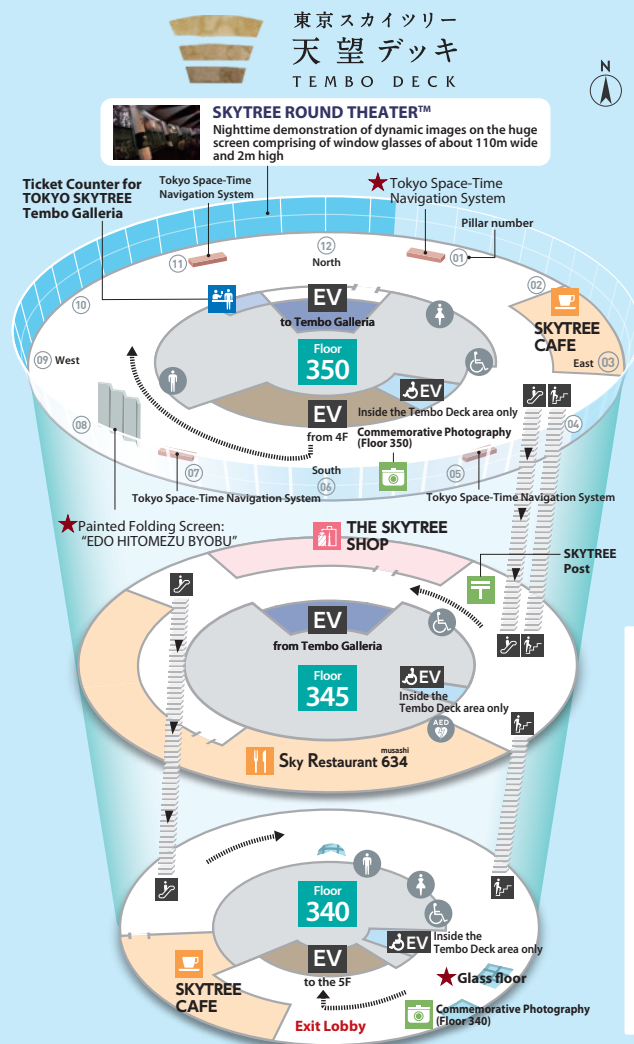 東京スカイツリー
天望デッキ
TEMBO DECK
N
SKYTREE ROUND THEATER™
Nighttime demonstration of dynamic images on the huge
screen comprising of window glasses of about 110m wide
and 2m high
Ticket Counter for
TOKYO SKYTREE
Tembo Galleria
Tokyo Space-Time
Navigation System
Tokyo Space-Time
Navigation System
Pillar number
12
North
11
01
10
02
EV
to Tembo Galleria
SKYTREE
CAFE
09 West
East 03
Floor
350
EV
Inside the Tembo Deck area only
EV
from 4F
Commemorative Photography
(Floor 350)
08
04
07
South
06
05
Tokyo Space-Time Navigation System
Tokyo Space-Time Navigation System
Painted Folding Screen:
“EDO HITOMEZU BYOBU”
THE SKYTREE
SHOP
SKYTREE
Post
EV
from Tembo Galleria
Floor
345
EV
Inside the
Tembo Deck area only
AED
musashi
Sky Restaurant 634
Floor
340
EV
Inside the
Tembo Deck area only
EV
to the 5F
SKYTREE
CAFE
Glass floor
Exit Lobby
Commemorative Photography
(Floor 340)